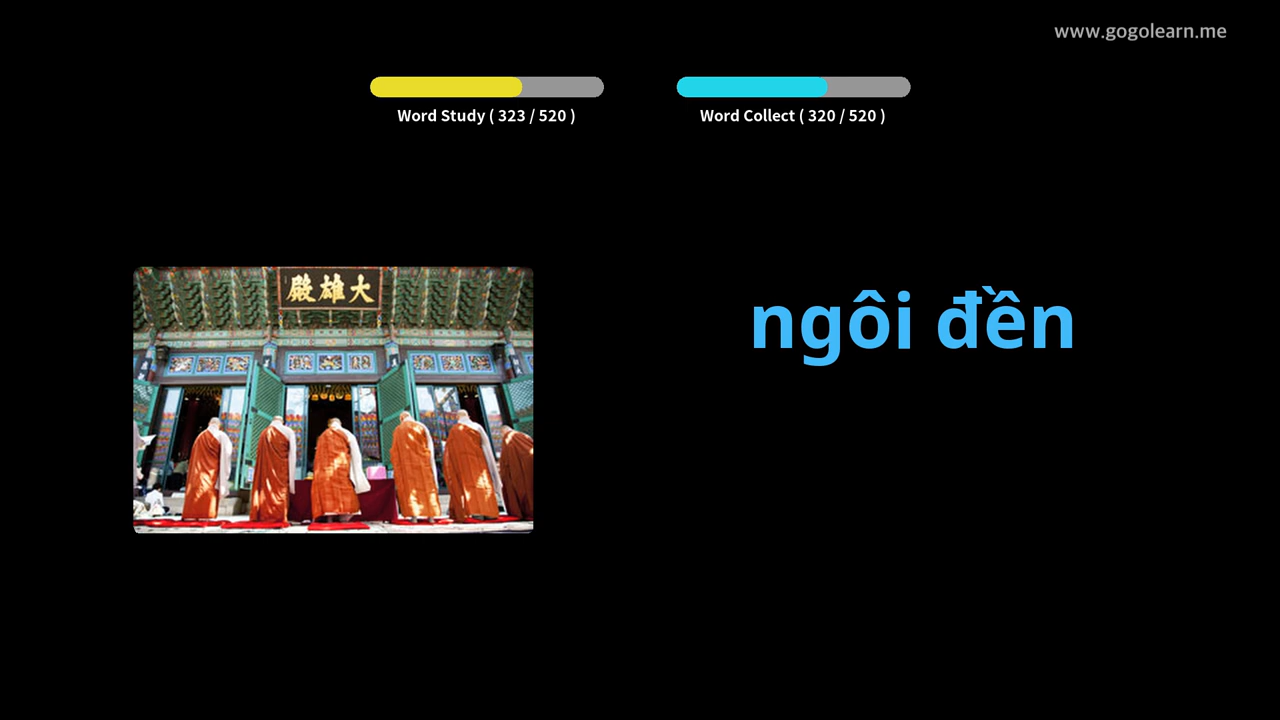 www.gogolearn.me
Word Study ( 323 / 520 )
Word Collect ( 320 / 520 )
殿雄大
ngôi đền